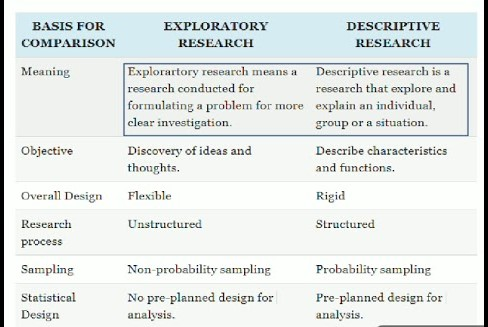 BASIS FOR COMPARISON EXPLORATORY RESEARCH DESCRIPTIVE RESEARCH
Meaning Explorartory research means a Descriptive research is a
research conducted for research that explore and
formulating a problem for more explain an individual,
clear investigation. group or a situation.
Objective Discovery of ideas and Describe characteristics
thoughts. and functions.
Overall Design Flexible Rigid
Research Unstructured Structured
process
Sampling Non-probability sampling Probability sampling
Statistical No pre-planned design for Pre-planned design for
Design analysis. analysis.